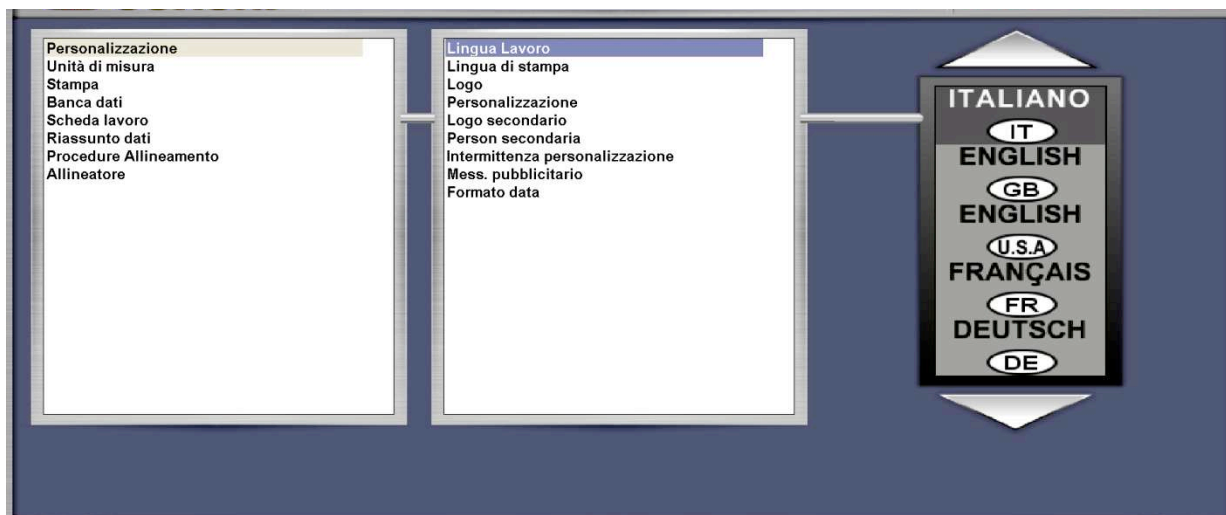 Personalizzazione
Unità di misura
Stampa
Banca dati
Scheda lavoro
Riassunto dati
Procedure Allineamento
Allineatore
Lingua Lavoro
Lingua di stampa
Logo
Personalizzazione
Logo secondario
Person secondaria
Intermittenza personalizzazione
Mess. pubblicitario
Formato data
ITALIANO
IT
ENGLISH
GB
ENGLISH
U.S.A
FRANÇAIS
FR
DEUTSCH
DE